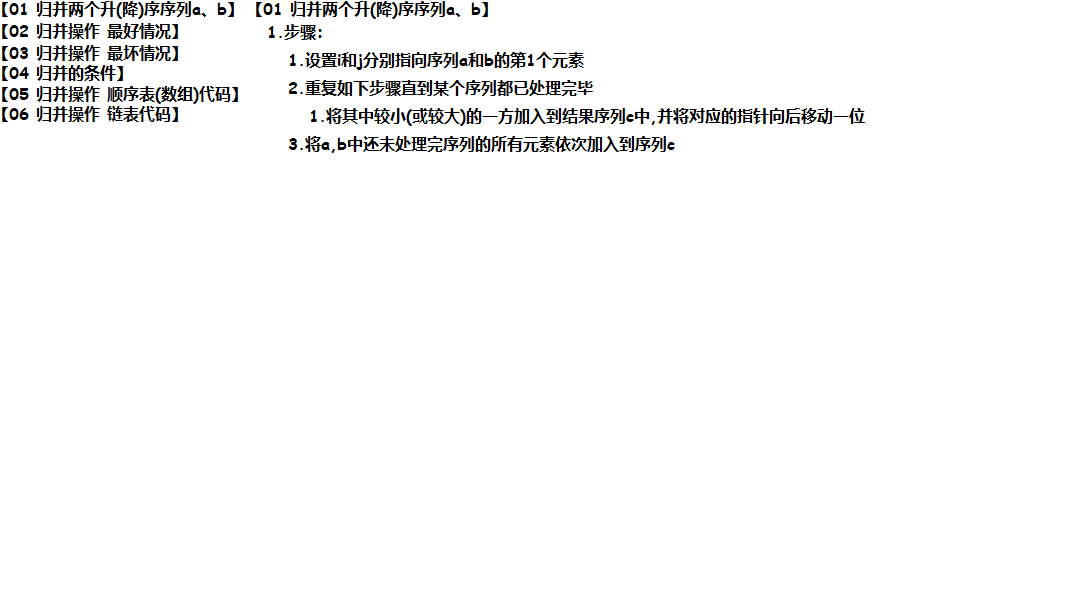 【01 归并两个升(降)序序列a、b】
【02 归并操作 最好情况】
【03 归并操作 最坏情况】
【04 归并的条件】
【05 归并操作 顺序表(数组)代码】
【06 归并操作 链表代码】
【01 归并两个升(降)序序列a、b】
1.步骤:
1.设置i和j分别指向序列a和b的第1个元素
2.重复如下步骤直到某个序列都已处理完毕
1.将其中较小(或较大)的一方加入到结果序列c中,并将对应的指针向后移动一位
3.将a,b中还未处理完序列的所有元素依次加入到序列c